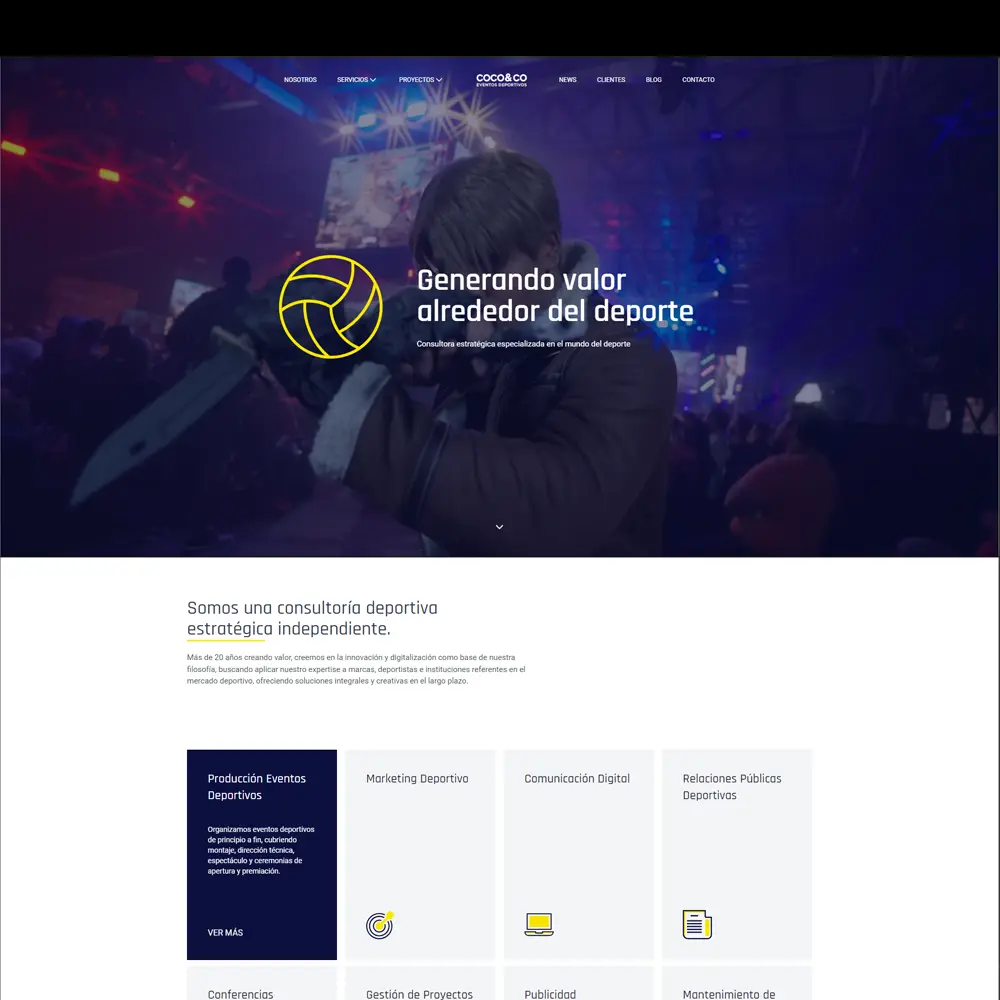 NOSOTROS SERVICIOS PROYECTOS COCO&CO NEWS CLIENTES BLOG CONTACTO
EVENTOS DEPORTIVOS
Generando valor
alrededor del deporte
Consultora estratégica especializada en el mundo del deporte
Somos una consultoría deportiva
estratégica independiente.
Más de 20 años creando valor, creemos en la innovación y digitalización como base de nuestra
filosofía, buscando aplicar nuestro expertise a marcas, deportistas e instituciones referentes en el
mercado deportivo, ofreciendo soluciones integrales y creativas en el largo plazo.
Producción Eventos
Deportivos
Organizamos eventos deportivos
de principio a fin, cubriendo
montaje, dirección técnica,
espectáculo y ceremonias de
apertura y premiación.
VER MÁS
Marketing Deportivo
Comunicación Digital
Relaciones Públicas
Deportivas
Conferencias
Gestión de Proyectos
Publicidad
Mantenimiento de